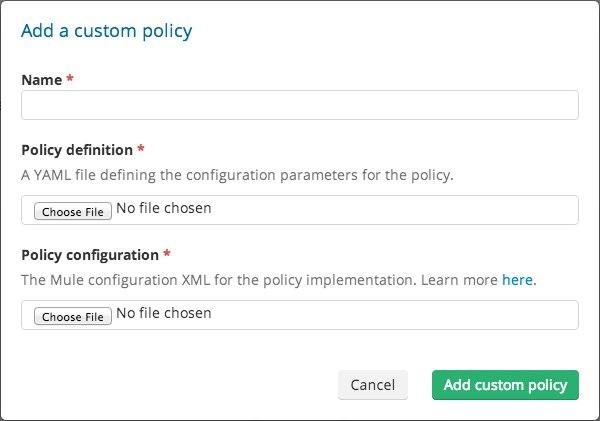 Add a custom policy
Name *
Policy definition *
A YAML file defining the configuration parameters for the policy.
Choose File No file chosen
Policy configuration *
The Mule configuration XML for the policy implementation. Learn more here.
Choose File No file chosen
Cancel Add custom policy